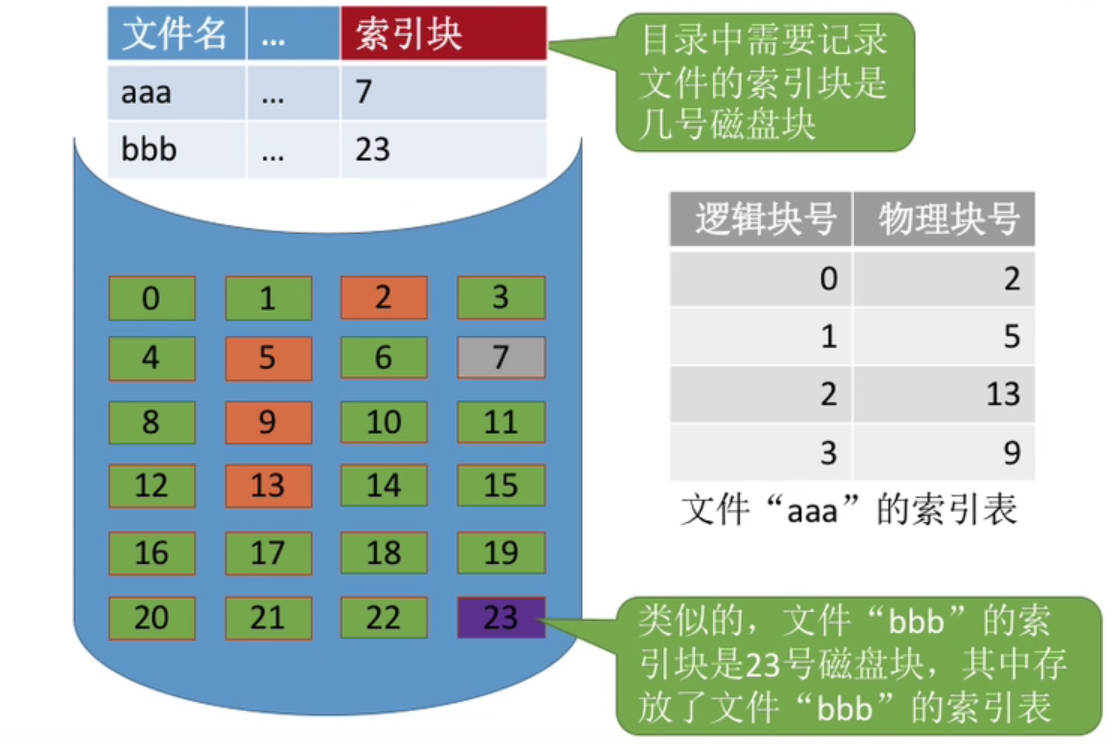 文件名 ... 索引块
aaa ... 7
bbb ... 23
目录中需要记录
文件的索引块是
几号磁盘块
逻辑块号 物理块号
0 2
1 5
2 13
3 9
文件“aaa”的索引表
0 1 2 3
4 5 6 7
8 9 10 11
12 13 14 15
16 17 18 19
20 21 22 23
类似的，文件“bbb”的索
引块是23号磁盘块，其中存
放了文件“bbb”的索引表